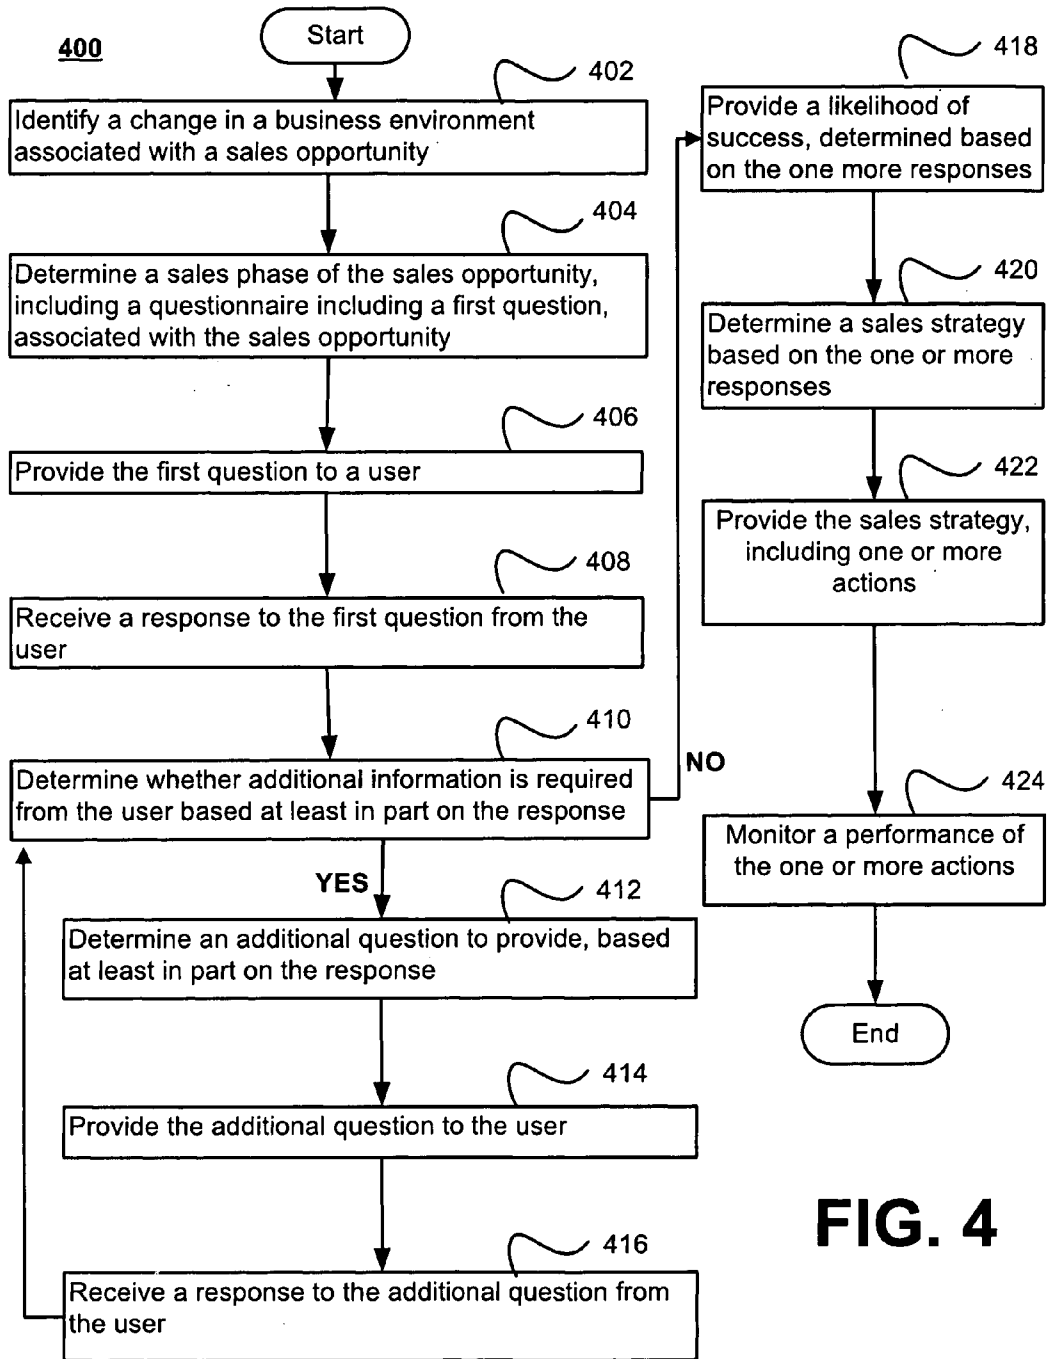 400
Start
402
Identify a change in a business environment
associated with a sales opportunity
404
Determine a sales phase of the sales opportunity,
including a questionnaire including a first question,
associated with the sales opportunity
406
Provide the first question to a user
408
Receive a response to the first question from the
user
410
Determine whether additional information is required
from the user based at least in part on the response
NO
YES
412
Determine an additional question to provide, based
at least in part on the response
414
Provide the additional question to the user
416
Receive a response to the additional question from
the user
418
Provide a likelihood of
success, determined based
on the one more responses
420
Determine a sales strategy
based on the one or more
responses
422
Provide the sales strategy,
including one or more
actions
424
Monitor a performance of
the one or more actions
End
FIG. 4